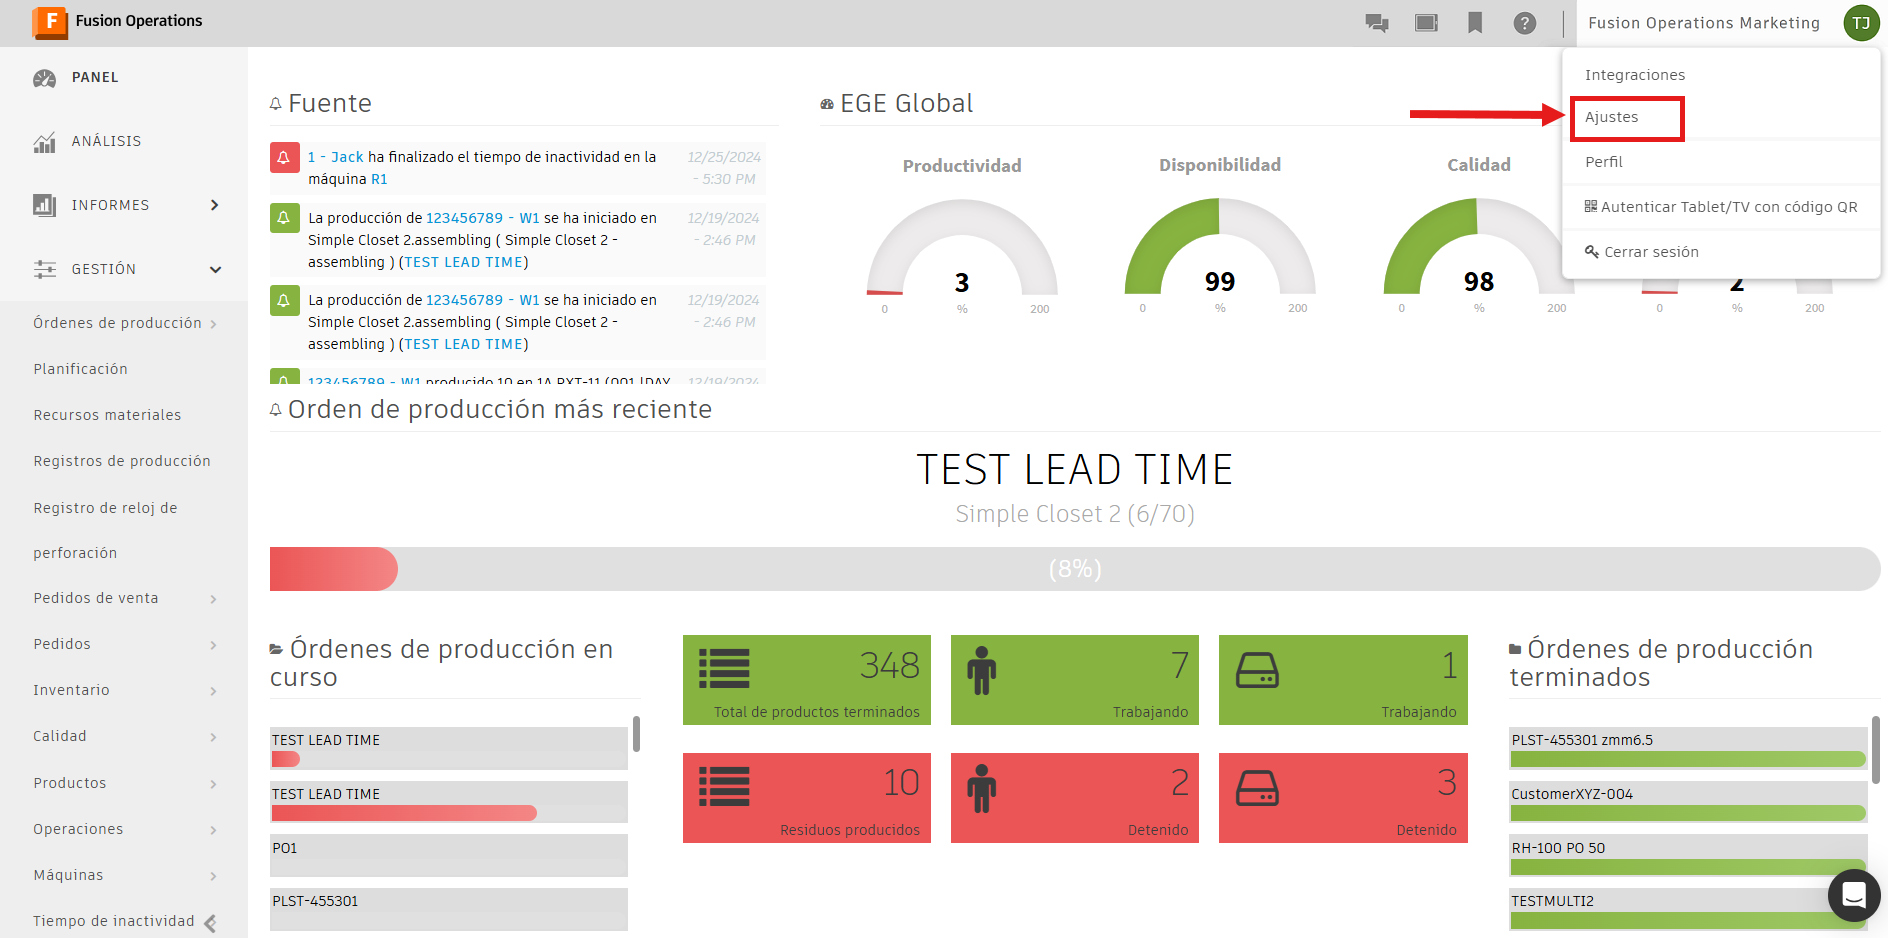 Fusion Operations
Fusion Operations Marketing
TJ
PANEL
ANÁLISIS
INFORMES
GESTIÓN
Órdenes de producción
Planificación
Recursos materiales
Registros de producción
Registro de reloj de
perforación
Pedidos de venta
Pedidos
Inventario
Calidad
Productos
Operaciones
Máquinas
Tiempo de inactividad
Integraciones
Ajustes
Perfil
Autenticar Tablet/TV con código QR
Cerrar sesión
Fuente
1 - Jack ha finalizado el tiempo de inactividad en la
máquina R1
12/25/2024
- 5:30 PM
La producción de 123456789 - W1 se ha iniciado en
Simple Closet 2.assembling ( Simple Closet 2 -
assembling ) (TEST LEAD TIME)
12/19/2024
- 2:46 PM
La producción de 123456789 - W1 se ha iniciado en
Simple Closet 2.assembling ( Simple Closet 2 -
assembling ) (TEST LEAD TIME)
12/19/2024
- 2:46 PM
123456789 - W1 producido 10 en 1A PXT-11 (001 |DAY
12/19/2024
EGE Global
Productividad
3
0 % 200
Disponibilidad
99
0 % 200
Calidad
98
0 % 200
2
0 % 200
Orden de producción más reciente
TEST LEAD TIME
Simple Closet 2 (6/70)
(8%)
Órdenes de producción en
curso
TEST LEAD TIME
TEST LEAD TIME
PO1
PLST-455301
348
Total de productos terminados
7
Trabajando
1
Trabajando
10
Residuos producidos
2
Detenido
3
Detenido
Órdenes de producción
terminados
PLST-455301 zmm6.5
CustomerXYZ-004
RH-100 PO 50
TESTMULTI2